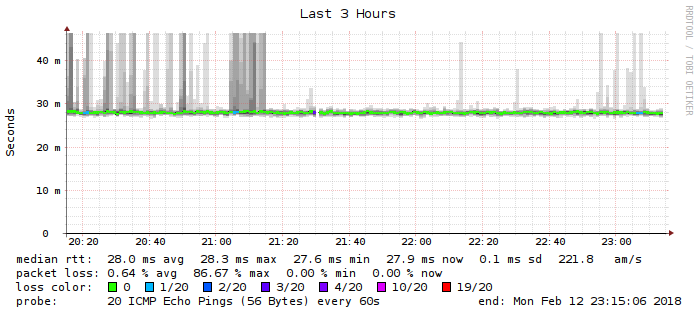 Last 3 Hours
RRDTOOL / TOBI OETIKER
Seconds
40 m
30 m
20 m
10 m
0
20:20 20:40 21:00 21:20 21:40 22:00 22:20 22:40 23:00
median rtt: 28.0 ms avg 28.3 ms max 27.6 ms min 27.9 ms now 0.1 ms sd 221.8 am/s
packet loss: 0.64 % avg 86.67 % max 0.00 % min 0.00 % now
loss color: 0 1/20 2/20 3/20 4/20 10/20 19/20
probe: 20 ICMP Echo Pings (56 Bytes) every 60s end: Mon Feb 12 23:15:06 2018